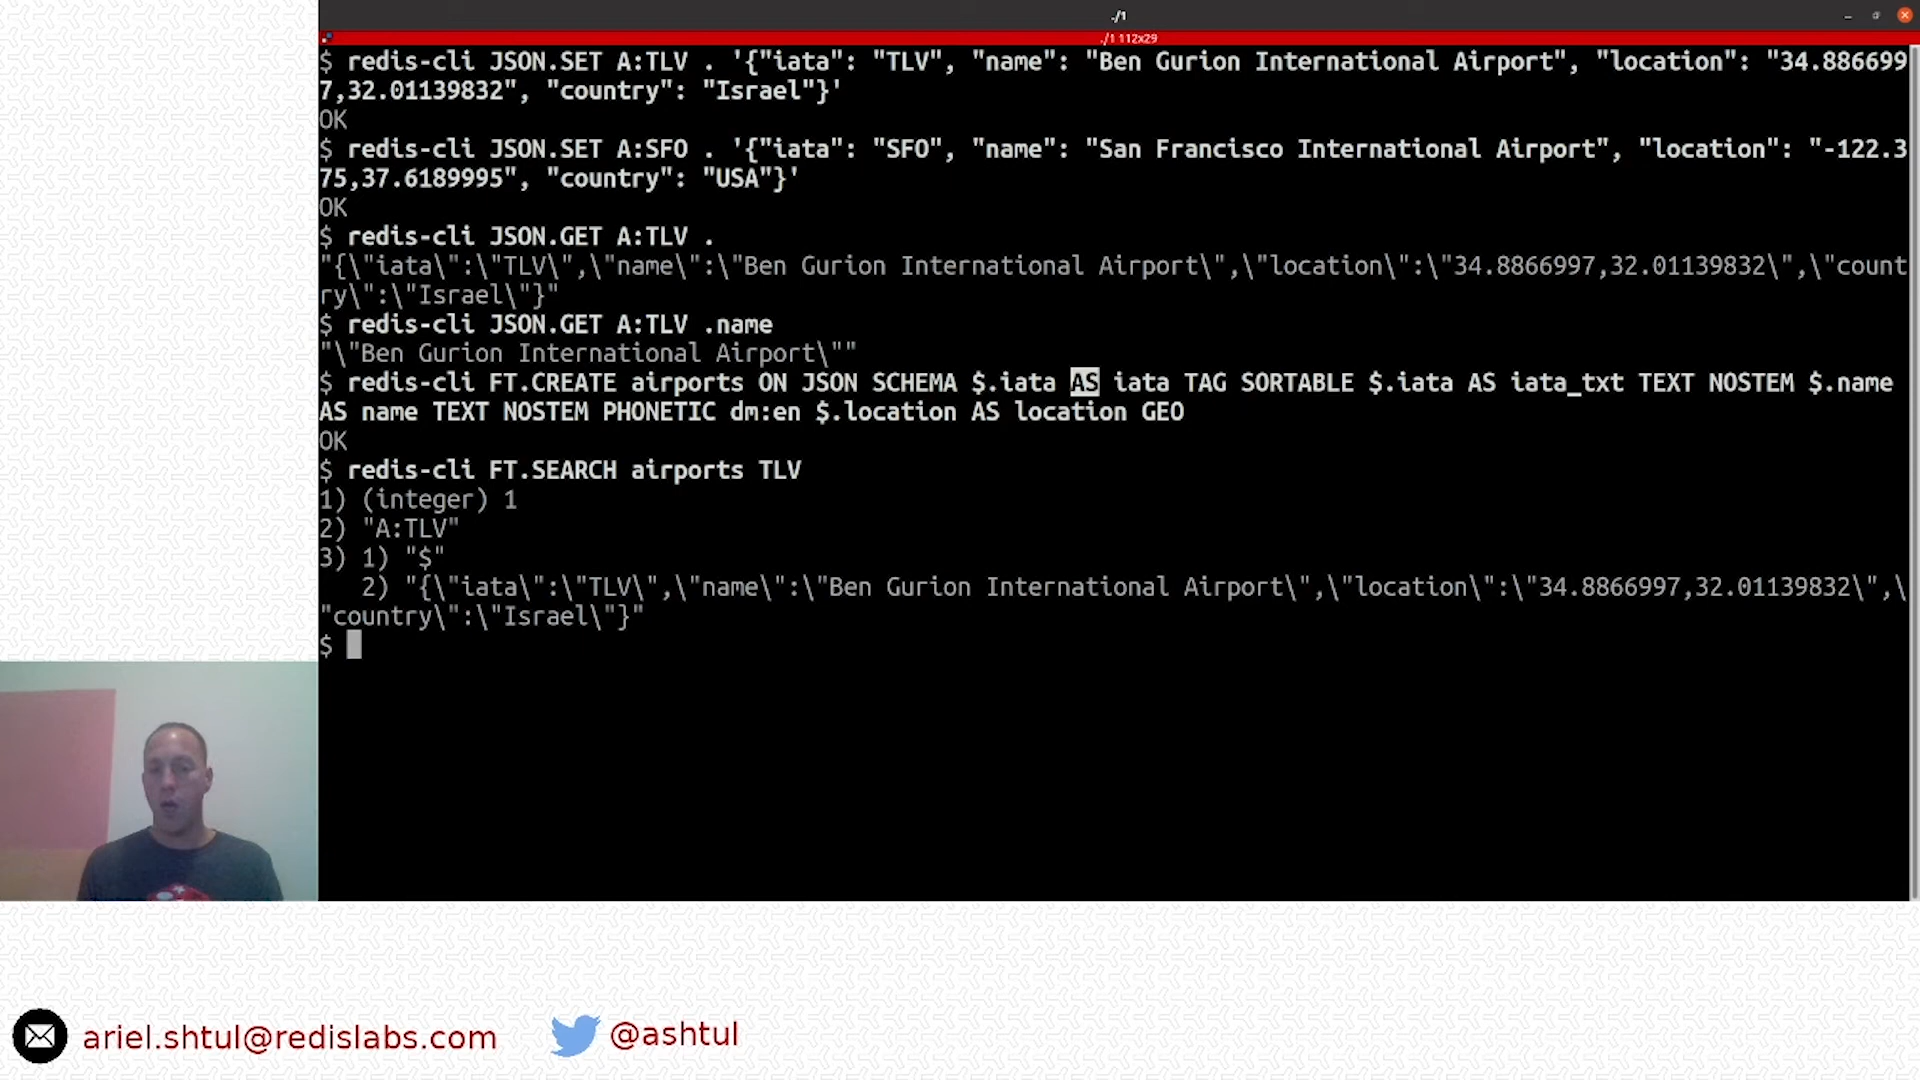 ./1
./1 112x29
$ redis-cli JSON.SET A:TLV . '{"iata": "TLV", "name": "Ben Gurion International Airport", "location": "34.886699
7,32.01139832", "country": "Israel"}'
OK
$ redis-cli JSON.SET A:SFO . '{"iata": "SFO", "name": "San Francisco International Airport", "location": "-122.3
75,37.6189995", "country": "USA"}'
OK
$ redis-cli JSON.GET A:TLV .
"{\"iata\":\"TLV\",\"name\":\"Ben Gurion International Airport\",\"location\":\"34.8866997,32.01139832\",\"count
ry\":\"Israel\"}"
$ redis-cli JSON.GET A:TLV .name
"\"Ben Gurion International Airport\""
$ redis-cli FT.CREATE airports ON JSON SCHEMA $.iata AS iata TAG SORTABLE $.iata AS iata_txt TEXT NOSTEM $.name
AS name TEXT NOSTEM PHONETIC dm:en $.location AS location GEO
OK
$ redis-cli FT.SEARCH airports TLV
1) (integer) 1
2) "A:TLV"
3) 1) "$"
   2) "{\"iata\":\"TLV\",\"name\":\"Ben Gurion International Airport\",\"location\":\"34.8866997,32.01139832\",\
"country\":\"Israel\"}"
$
ariel.shtul@redislabs.com
@ashtul